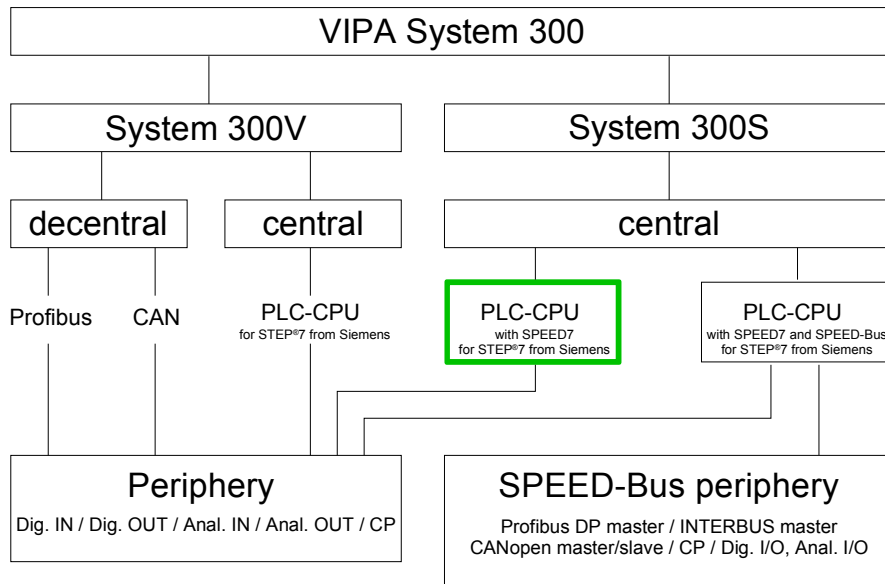 VIPA System 300
System 300V
System 300S
decentral
central
central
Profibus
CAN
PLC-CPU
for STEP®7 from Siemens
PLC-CPU
with SPEED7
for STEP®7 from Siemens
PLC-CPU
with SPEED7 and SPEED-Bus
for STEP®7 from Siemens
Periphery
Dig. IN / Dig. OUT / Anal. IN / Anal. OUT / CP
SPEED-Bus periphery
Profibus DP master / INTERBUS master
CANopen master/slave / CP / Dig. I/O, Anal. I/O